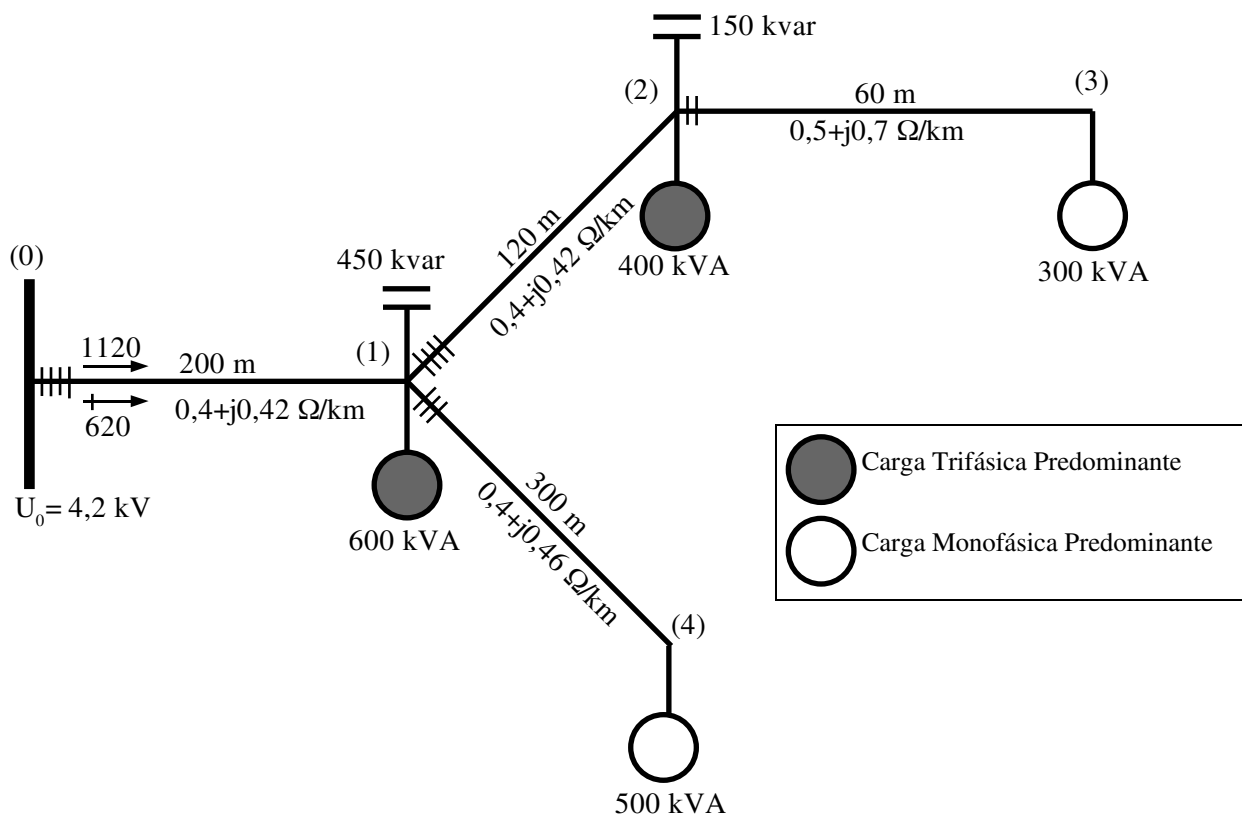 150 kvar
(2)
60 m
(3)
0,5+j0,7 Ω/km
120 m
0,4+j0,42 Ω/km
400 kVA
300 kVA
(0)
450 kvar
1120
200 m
(1)
620
0,4+j0,42 Ω/km
U0= 4,2 kV
600 kVA
300 m
0,4+j0,46 Ω/km
(4)
500 kVA
Carga Trifásica Predominante
Carga Monofásica Predominante